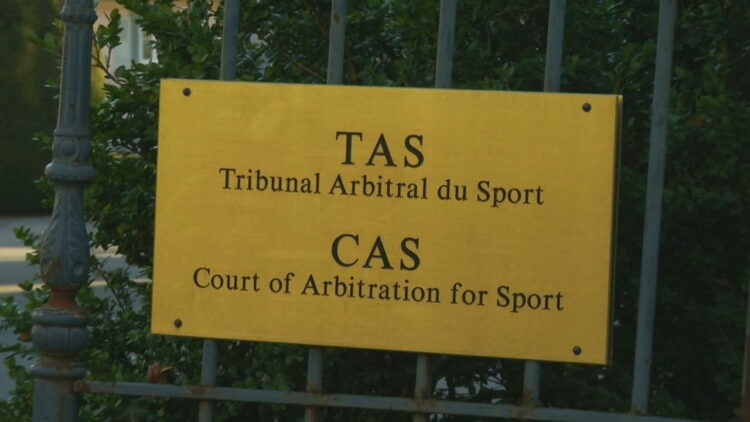 TAS
Tribunal Arbitral du Sport
CAS
Court of Arbitration for Sport